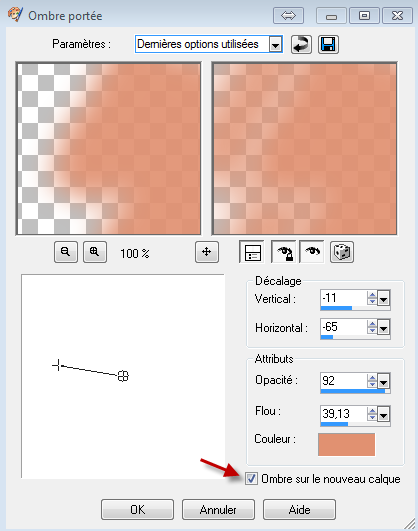 Ombre portée
Paramètres :
Dernières options utilisées
100 %
Décalage
Vertical :
-11
Horizontal :
-65
Attributs
Opacité :
92
Flou :
39,13
Couleur :
Ombre sur le nouveau calque
OK
Annuler
Aide